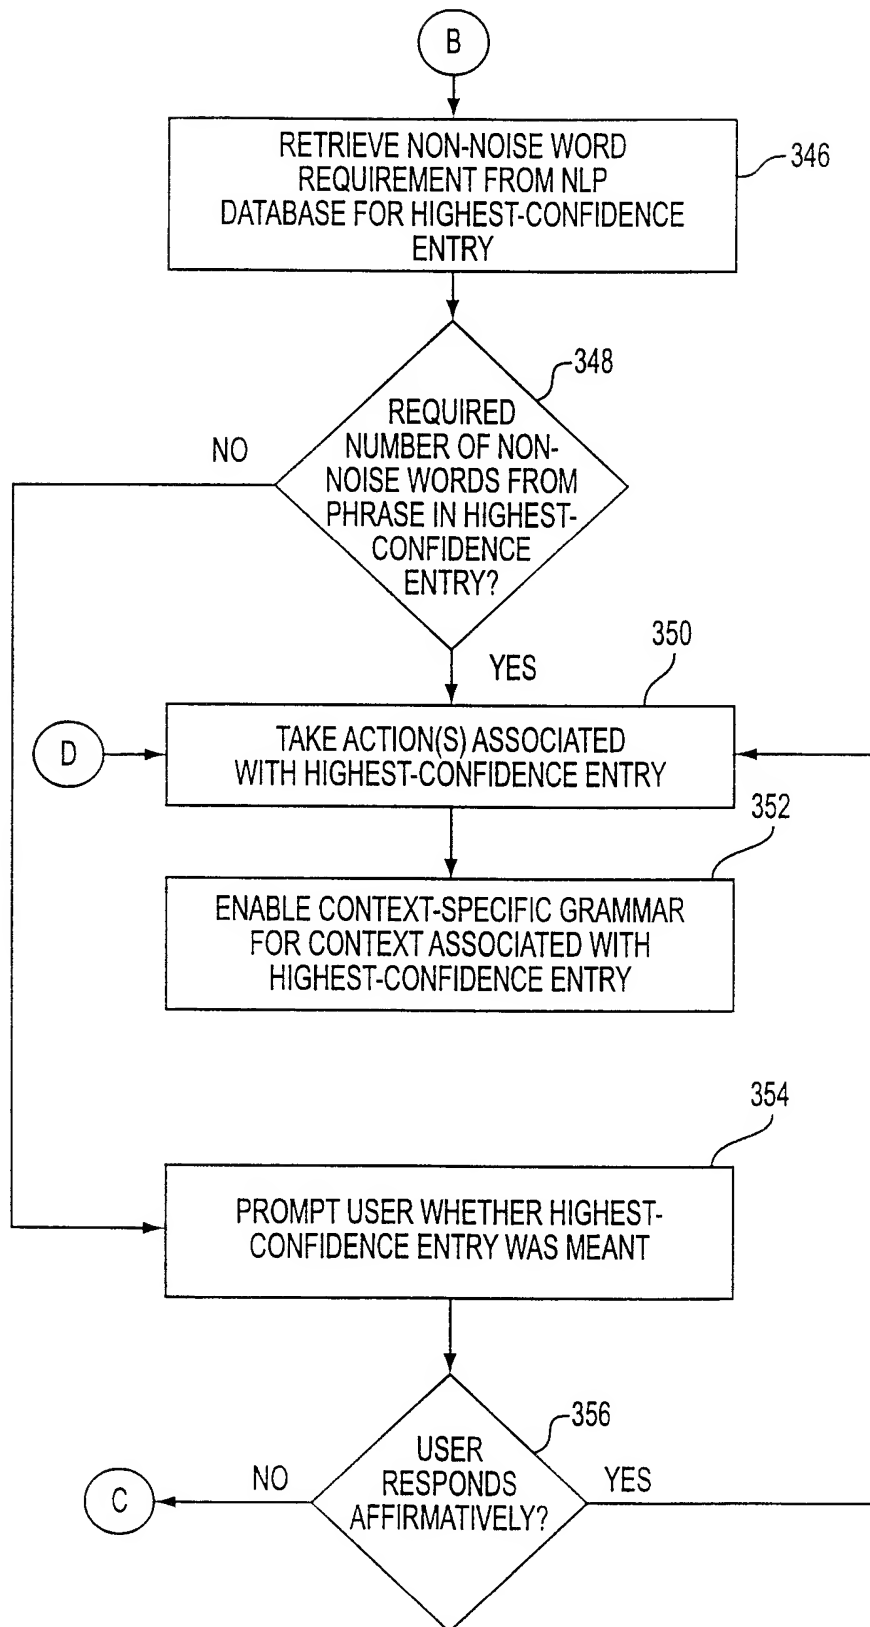 B
RETRIEVE NON-NOISE WORD
REQUIREMENT FROM NLP
DATABASE FOR HIGHEST-CONFIDENCE
ENTRY
346
348
REQUIRED
NUMBER OF NON-
NOISE WORDS FROM
PHRASE IN HIGHEST-
CONFIDENCE
ENTRY?
NO
YES
350
D
TAKE ACTION(S) ASSOCIATED
WITH HIGHEST-CONFIDENCE ENTRY
352
ENABLE CONTEXT-SPECIFIC GRAMMAR
FOR CONTEXT ASSOCIATED WITH
HIGHEST-CONFIDENCE ENTRY
354
PROMPT USER WHETHER HIGHEST-
CONFIDENCE ENTRY WAS MEANT
356
USER
RESPONDS
AFFIRMATIVELY?
NO
YES
C